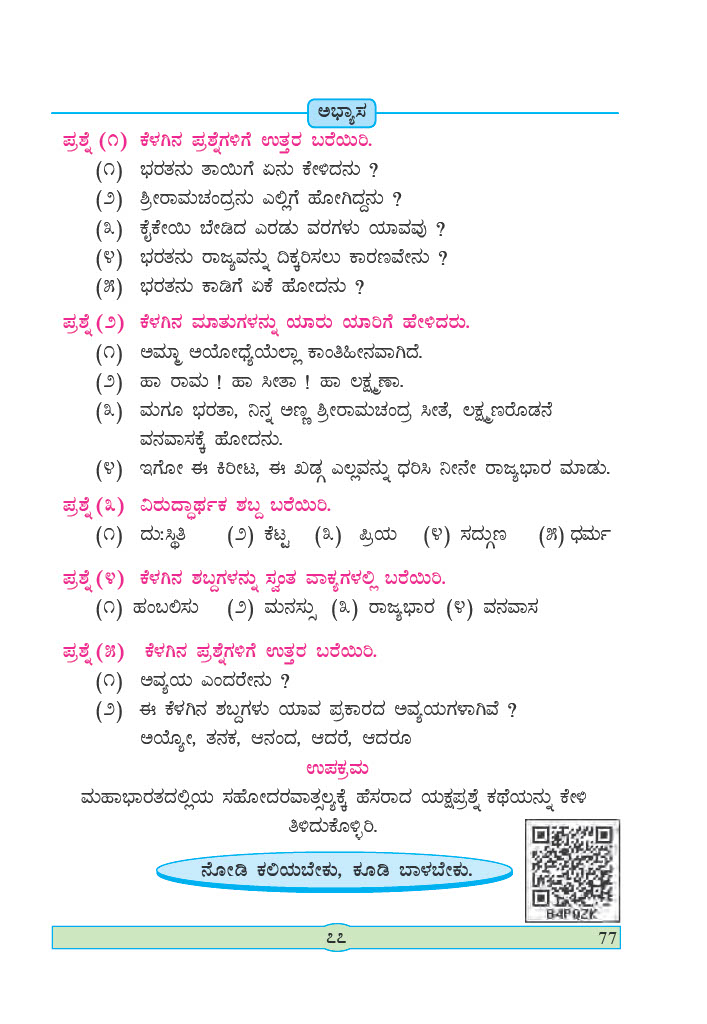 ಅಭ್ಯಾಸ
ಪ್ರಶ್ನೆ (೧) ಕೆಳಗಿನ ಪ್ರಶ್ನೆಗಳಿಗೆ ಉತ್ತರ ಬರೆಯಿರಿ.
(೧) ಭರತನು ತಾಯಿಗೆ ಏನು ಕೇಳಿದನು ?
(೨) ಶ್ರೀರಾಮಚಂದ್ರನು ಎಲ್ಲಿಗೆ ಹೋಗಿದ್ದನು ?
(೩) ಕೈಕೇಯಿ ಬೇಡಿದ ಎರಡು ವರಗಳು ಯಾವವು ?
(೪) ಭರತನು ರಾಜ್ಯವನ್ನು ದಿಕ್ಕರಿಸಲು ಕಾರಣವೇನು ?
(೫) ಭರತನು ಕಾಡಿಗೆ ಏಕೆ ಹೋದನು ?
ಪ್ರಶ್ನೆ (೨) ಕೆಳಗಿನ ಮಾತುಗಳನ್ನು ಯಾರು ಯಾರಿಗೆ ಹೇಳಿದರು.
(೧) ಅಮ್ಮಾ ಅಯೋಧ್ಯೆಯೆಲ್ಲಾ ಕಾಂತಿಹೀನವಾಗಿದೆ.
(೨) ಹಾ ರಾಮ ! ಹಾ ಸೀತಾ ! ಹಾ ಲಕ್ಷ್ಮಣಾ.
(೩) ಮಗೂ ಭರತಾ, ನಿನ್ನ ಅಣ್ಣ ಶ್ರೀರಾಮಚಂದ್ರ ಸೀತೆ, ಲಕ್ಷ್ಮಣರೊಡನೆ
ವನವಾಸಕ್ಕೆ ಹೋದನು.
(೪) ಇಗೋ ಈ ಕಿರೀಟ, ಈ ಖಡ್ಗ ಎಲ್ಲವನ್ನು ಧರಿಸಿ ನೀನೇ ರಾಜ್ಯಭಾರ ಮಾಡು.
ಪ್ರಶ್ನೆ (೩) ವಿರುದ್ಧಾರ್ಥಕ ಶಬ್ದ ಬರೆಯಿರಿ.
(೧) ದು:ಸ್ಥಿತಿ (೨) ಕೆಟ್ಟ (೩) ಪ್ರಿಯ (೪) ಸದ್ಗುಣ (೫) ಧರ್ಮ
ಪ್ರಶ್ನೆ (೪) ಕೆಳಗಿನ ಶಬ್ದಗಳನ್ನು ಸ್ವಂತ ವಾಕ್ಯಗಳಲ್ಲಿ ಬರೆಯಿರಿ.
(೧) ಹಂಬಲಿಸು (೨) ಮನಸ್ಸು (೩) ರಾಜ್ಯಭಾರ (೪) ವನವಾಸ
ಪ್ರಶ್ನೆ (೫) ಕೆಳಗಿನ ಪ್ರಶ್ನೆಗಳಿಗೆ ಉತ್ತರ ಬರೆಯಿರಿ.
(೧) ಅವ್ಯಯ ಎಂದರೇನು ?
(೨) ಈ ಕೆಳಗಿನ ಶಬ್ದಗಳು ಯಾವ ಪ್ರಕಾರದ ಅವ್ಯಯಗಳಾಗಿವೆ ?
ಅಯ್ಯೋ, ತನಕ, ಆನಂದ, ಆದರೆ, ಆದರೂ
ಉಪಕ್ರಮ
ಮಹಾಭಾರತದಲ್ಲಿಯ ಸಹೋದರವಾತ್ಸಲ್ಯಕ್ಕೆ ಹೆಸರಾದ ಯಕ್ಷಪ್ರಶ್ನೆ ಕಥೆಯನ್ನು ಕೇಳಿ
ತಿಳಿದುಕೊಳ್ಳಿರಿ.
ನೋಡಿ ಕಲಿಯಬೇಕು, ಕೂಡಿ ಬಾಳಬೇಕು.
B4PQZK
೭೭ 77